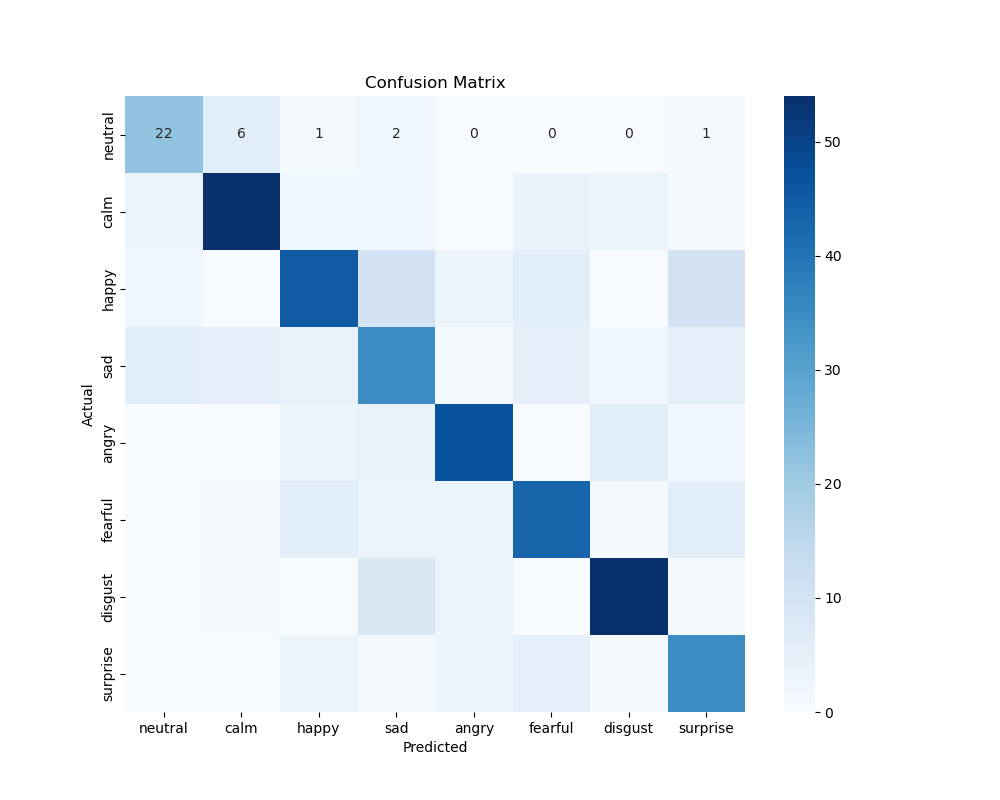 Confusion Matrix
neutral 22 6 1 2 0 0 0 1
calm
happy
sad
angry
fearful
disgust
surprise
Actual
neutral calm happy sad angry fearful disgust surprise
Predicted
50
40
30
20
10
0